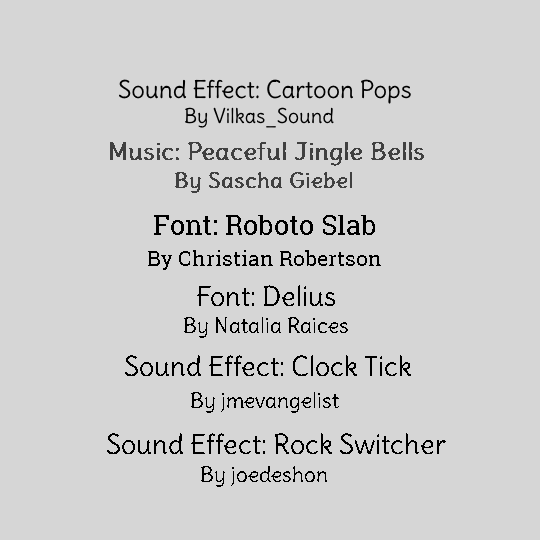 Sound Effect: Cartoon Pops
By Vilkas_Sound
Music: Peaceful Jingle Bells
By Sascha Giebel
Font: Roboto Slab
By Christian Robertson
Font: Delius
By Natalia Raices
Sound Effect: Clock Tick
By jmevangelist
Sound Effect: Rock Switcher
By joedeshon